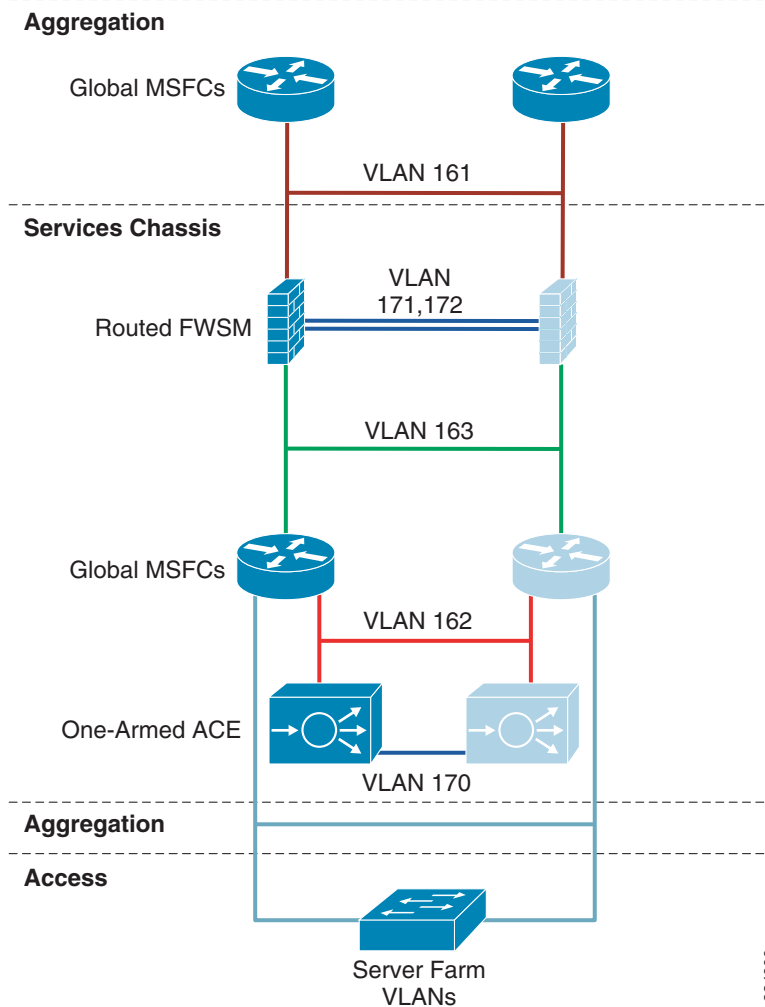 Aggregation
Global MSFCs
VLAN 161
Services Chassis
VLAN
171,172
Routed FWSM
VLAN 163
Global MSFCs
VLAN 162
One-Armed ACE
VLAN 170
Aggregation
Access
Server Farm
VLANs